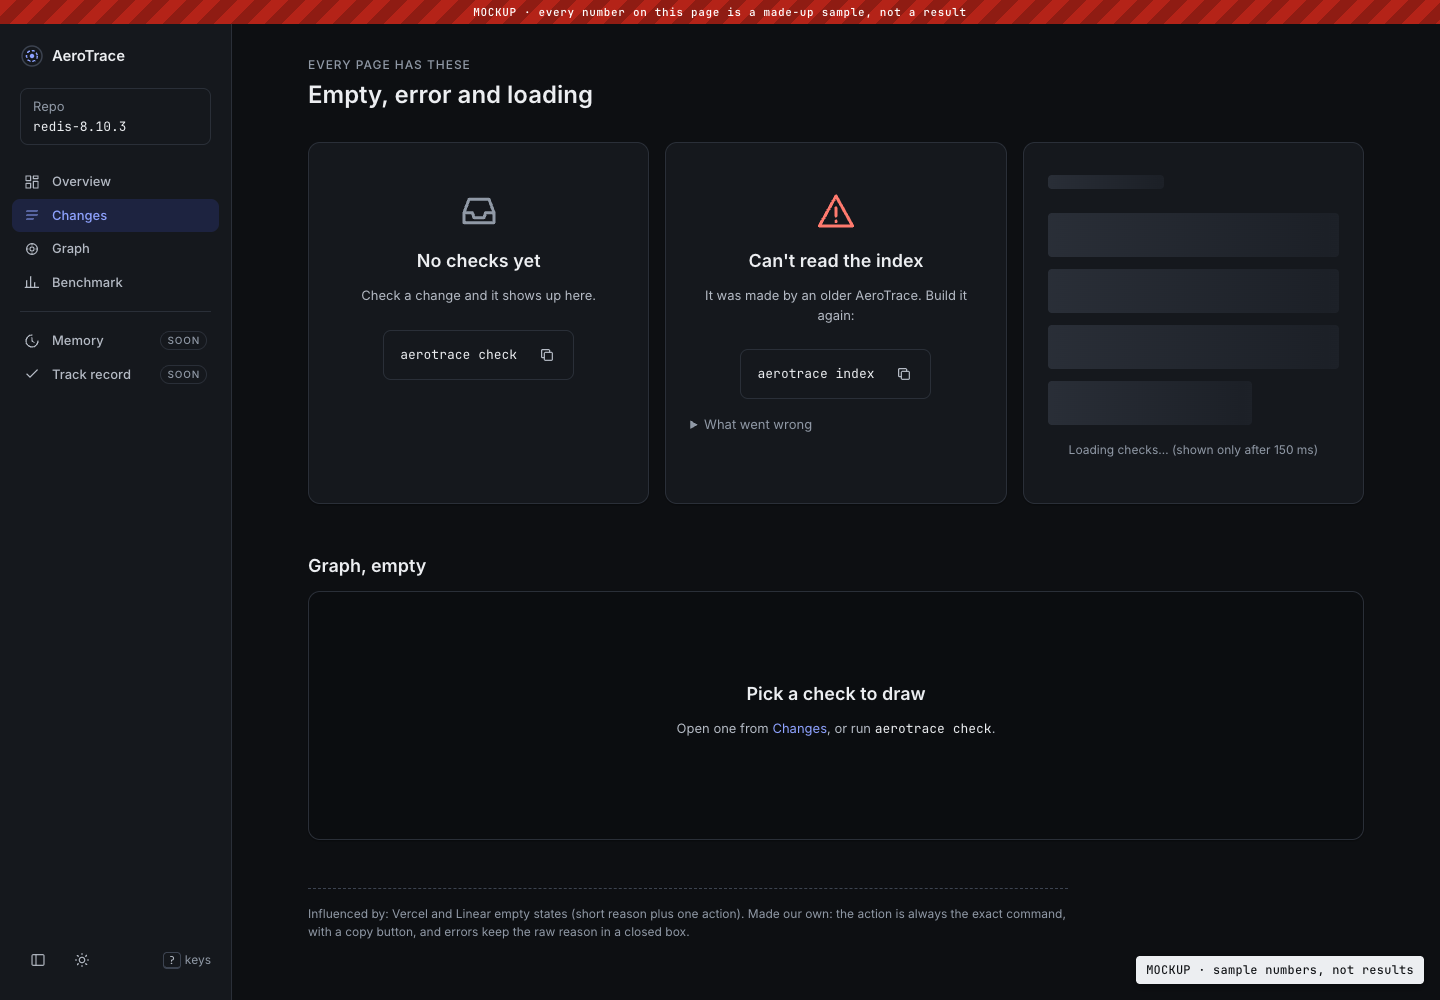 MOCKUP · every number on this page is a made-up sample, not a result
AeroTrace
Repo
redis-8.10.3
Overview
Changes
Graph
Benchmark
Memory
SOON
Track record
SOON
? keys
EVERY PAGE HAS THESE
Empty, error and loading
No checks yet
Check a change and it shows up here.
aerotrace check
Can't read the index
It was made by an older AeroTrace. Build it
again:
aerotrace index
What went wrong
Loading checks… (shown only after 150 ms)
Graph, empty
Pick a check to draw
Open one from Changes, or run aerotrace check.
Influenced by: Vercel and Linear empty states (short reason plus one action). Made our own: the action is always the exact command,
with a copy button, and errors keep the raw reason in a closed box.
MOCKUP · sample numbers, not results